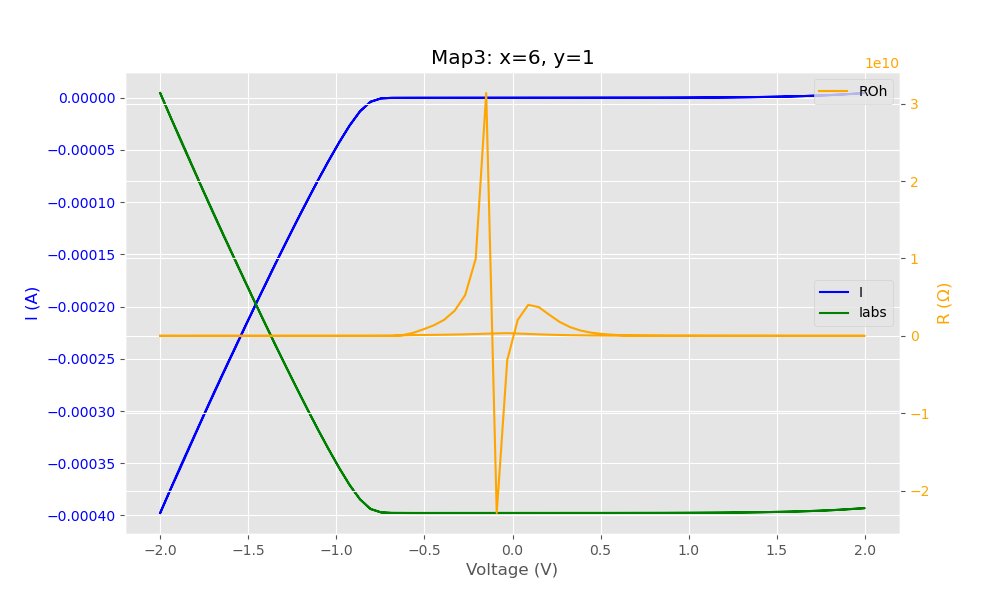 Map3: x=6, y=1
1e10
ROh
I
Iabs
I (A)
0.00000
−0.00005
−0.00010
−0.00015
−0.00020
−0.00025
−0.00030
−0.00035
−0.00040
R (Ω)
3
2
1
0
−1
−2
−2.0 −1.5 −1.0 −0.5 0.0 0.5 1.0 1.5 2.0
Voltage (V)